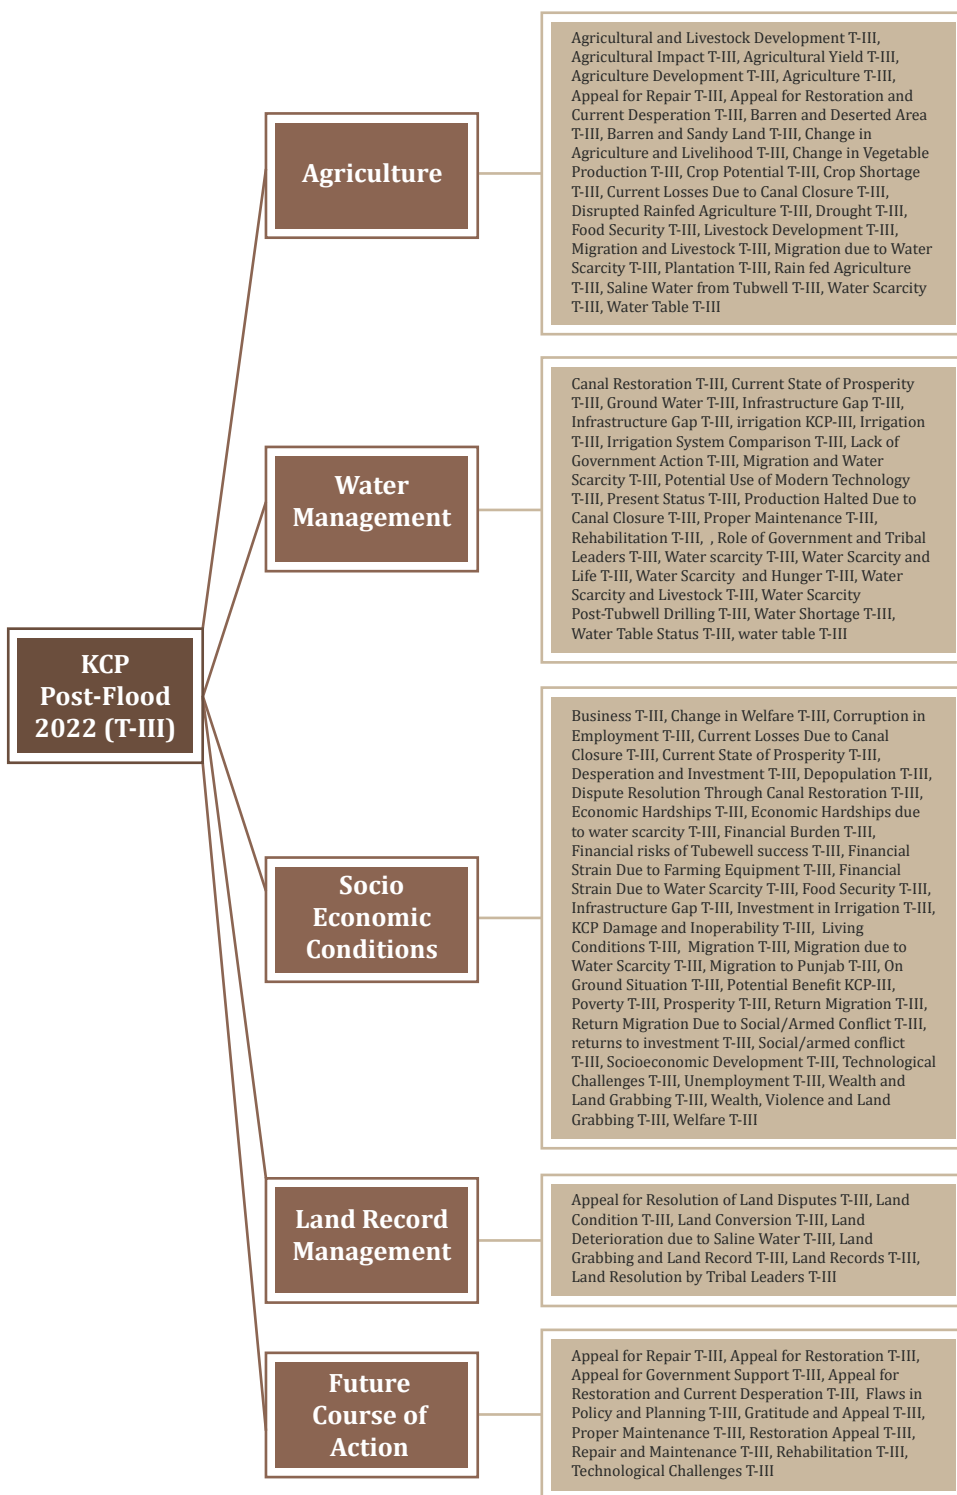 KCP
Post-Flood
2022 (T-III)
Agriculture
Agricultural and Livestock Development T-III,
Agricultural Impact T-III, Agricultural Yield T-III,
Agriculture Development T-III, Agriculture T-III,
Appeal for Repair T-III, Appeal for Restoration and
Current Desperation T-III, Barren and Deserted Area
T-III, Barren and Sandy Land T-III, Change in
Agriculture and Livelihood T-III, Change in Vegetable
Production T-III, Crop Potential T-III, Crop Shortage
T-III, Current Losses Due to Canal Closure T-III,
Disrupted Rainfed Agriculture T-III, Drought T-III,
Food Security T-III, Livestock Development T-III,
Migration and Livestock T-III, Migration due to Water
Scarcity T-III, Plantation T-III, Rain fed Agriculture
T-III, Saline Water from Tubwell T-III, Water Scarcity
T-III, Water Table T-III
Water
Management
Canal Restoration T-III, Current State of Prosperity
T-III, Ground Water T-III, Infrastructure Gap T-III,
Infrastructure Gap T-III, irrigation KCP-III, Irrigation
T-III, Irrigation System Comparison T-III, Lack of
Government Action T-III, Migration and Water
Scarcity T-III, Potential Use of Modern Technology
T-III, Present Status T-III, Production Halted Due to
Canal Closure T-III, Proper Maintenance T-III,
Rehabilitation T-III, , Role of Government and Tribal
Leaders T-III, Water scarcity T-III, Water Scarcity and
Life T-III, Water Scarcity and Hunger T-III, Water
Scarcity and Livestock T-III, Water Scarcity
Post-Tubwell Drilling T-III, Water Shortage T-III,
Water Table Status T-III, water table T-III
Socio
Economic
Conditions
Business T-III, Change in Welfare T-III, Corruption in
Employment T-III, Current Losses Due to Canal
Closure T-III, Current State of Prosperity T-III,
Desperation and Investment T-III, Depopulation T-III,
Dispute Resolution Through Canal Restoration T-III,
Economic Hardships T-III, Economic Hardships due
to water scarcity T-III, Financial Burden T-III,
Financial risks of Tubewell success T-III, Financial
Strain Due to Farming Equipment T-III, Financial
Strain Due to Water Scarcity T-III, Food Security T-III,
Infrastructure Gap T-III, Investment in Irrigation T-III,
KCP Damage and Inoperability T-III, Living
Conditions T-III, Migration T-III, Migration due to
Water Scarcity T-III, Migration to Punjab T-III, On
Ground Situation T-III, Potential Benefit KCP-III,
Poverty T-III, Prosperity T-III, Return Migration T-III,
Return Migration Due to Social/Armed Conflict T-III,
returns to investment T-III, Social/armed conflict
T-III, Socioeconomic Development T-III, Technological
Challenges T-III, Unemployment T-III, Wealth and
Land Grabbing T-III, Wealth, Violence and Land
Grabbing T-III, Welfare T-III
Land Record
Management
Appeal for Resolution of Land Disputes T-III, Land
Condition T-III, Land Conversion T-III, Land
Deterioration due to Saline Water T-III, Land
Grabbing and Land Record T-III, Land Records T-III,
Land Resolution by Tribal Leaders T-III
Future
Course of
Action
Appeal for Repair T-III, Appeal for Restoration T-III,
Appeal for Government Support T-III, Appeal for
Restoration and Current Desperation T-III, Flaws in
Policy and Planning T-III, Gratitude and Appeal T-III,
Proper Maintenance T-III, Restoration Appeal T-III,
Repair and Maintenance T-III, Rehabilitation T-III,
Technological Challenges T-III